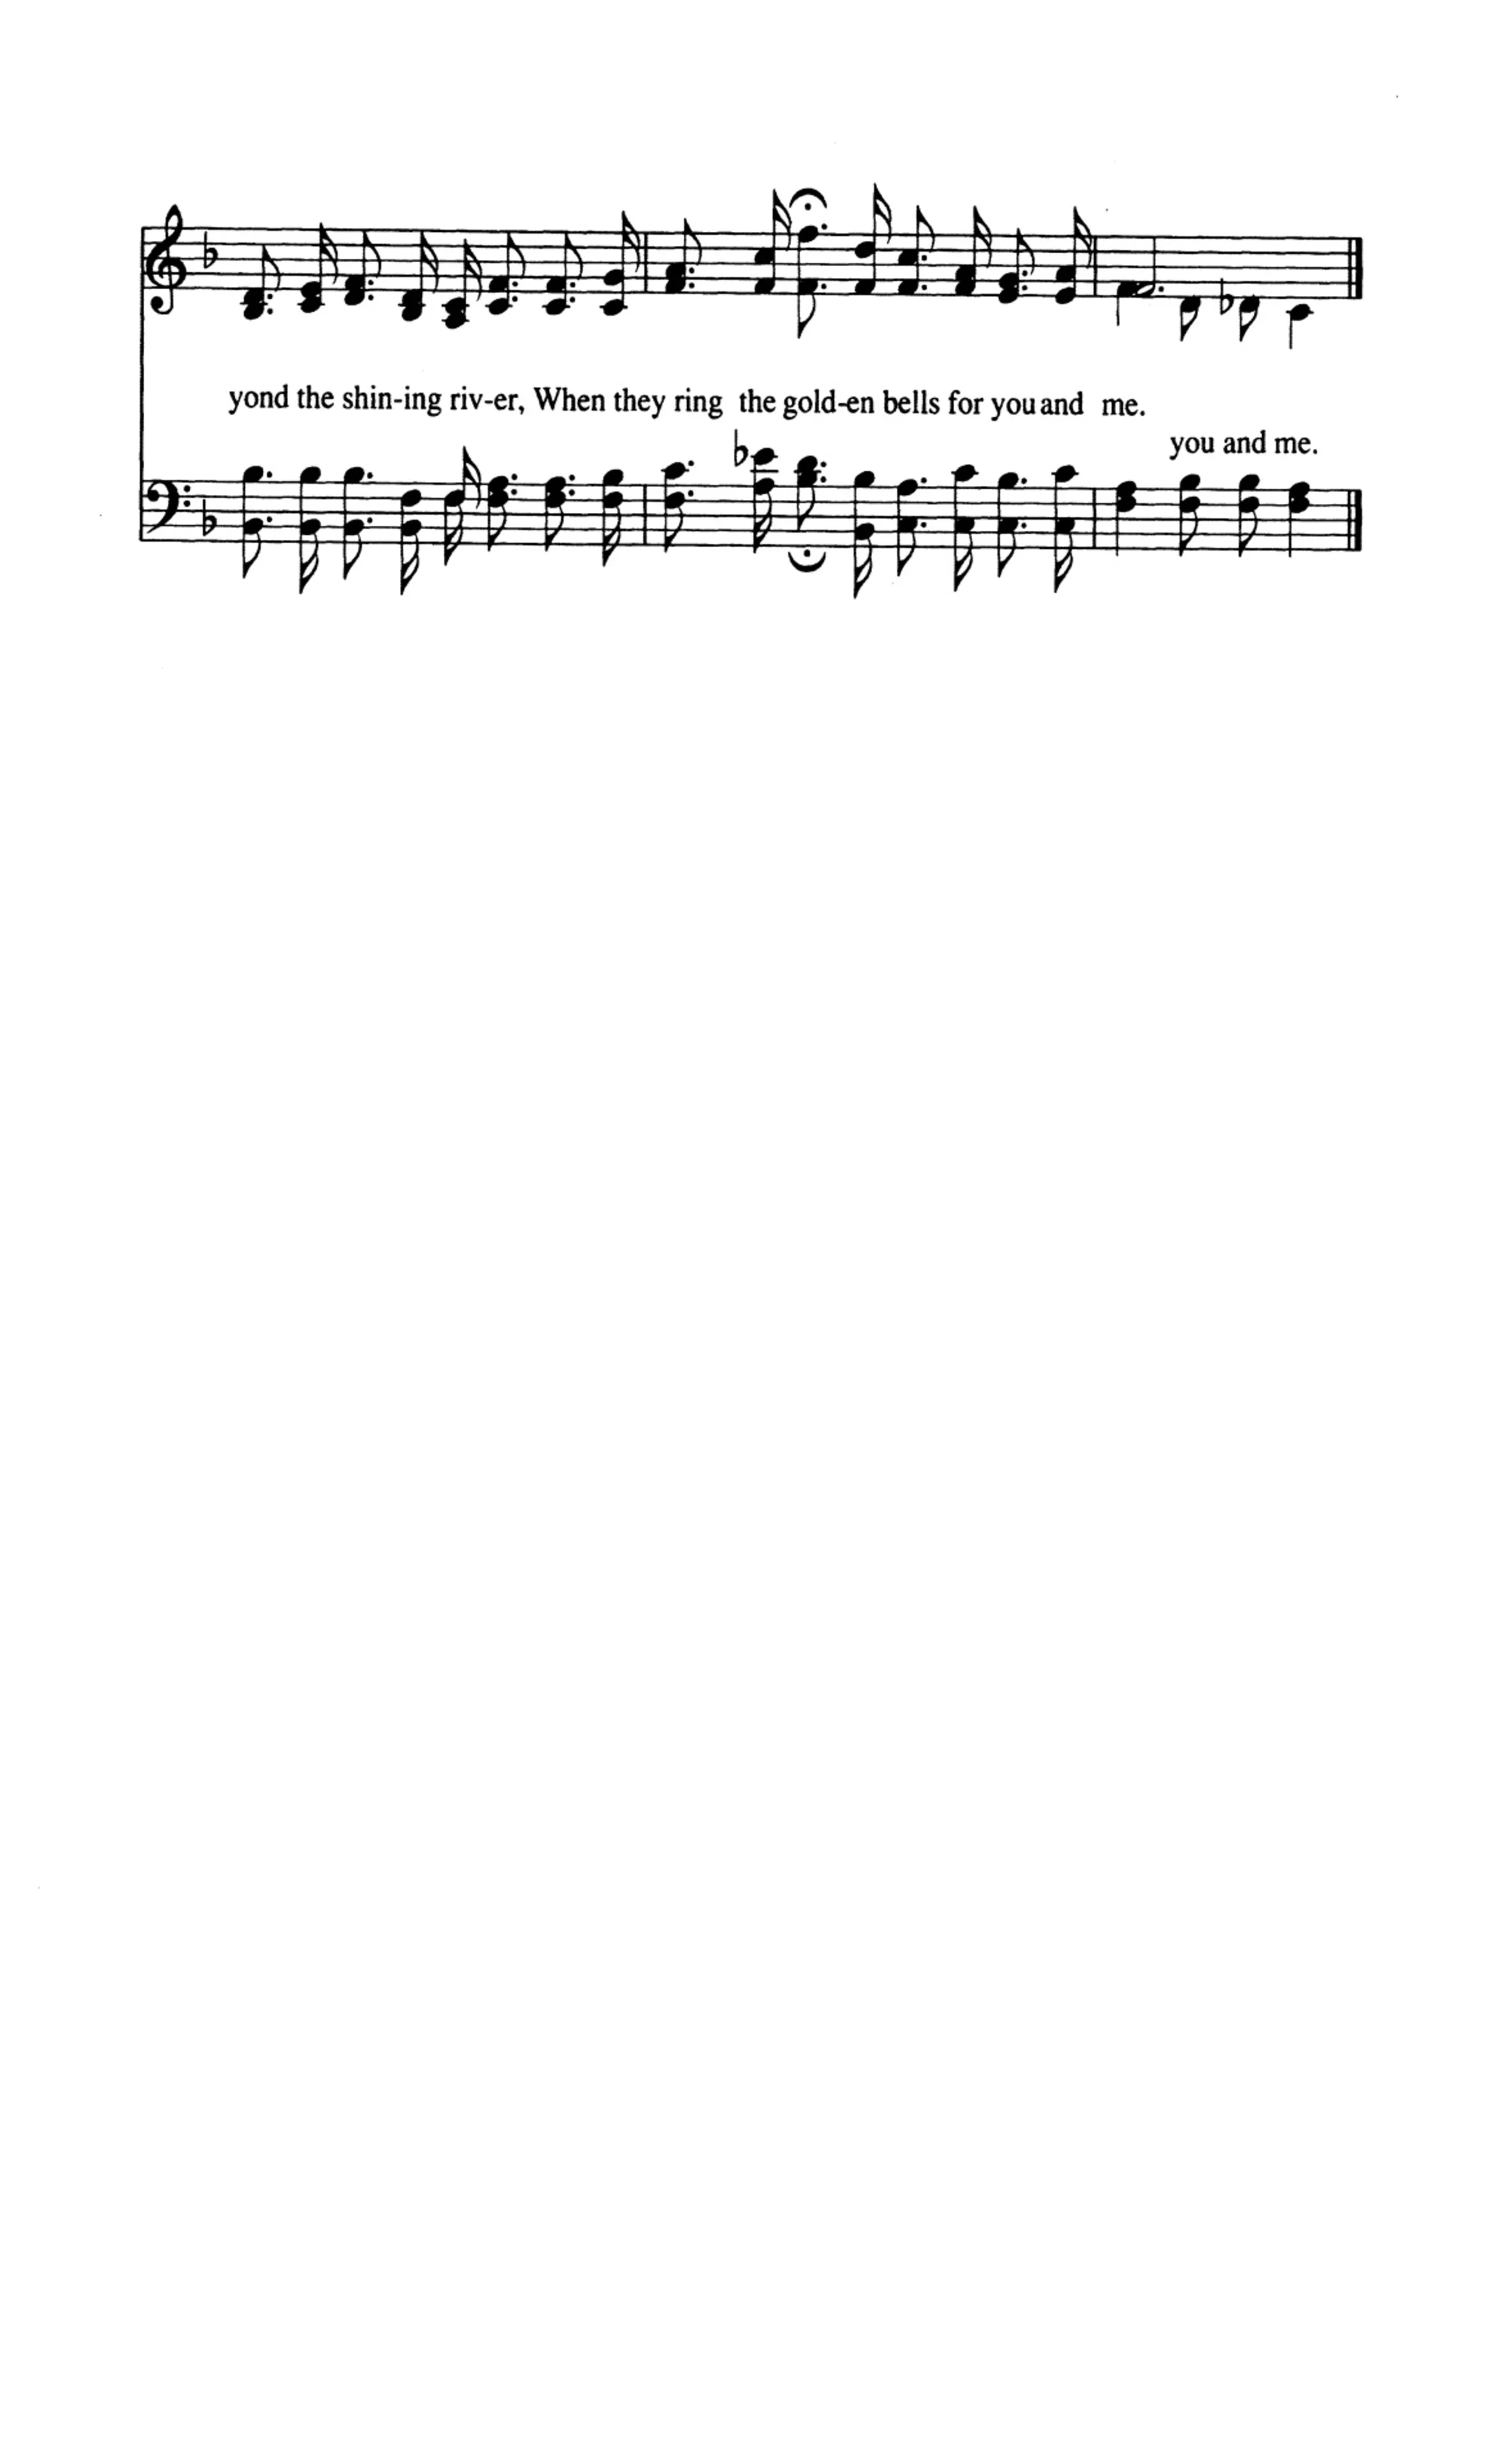 yond the shin-ing riv-er, When they ring the gold-en bells for you and me.
you and me.